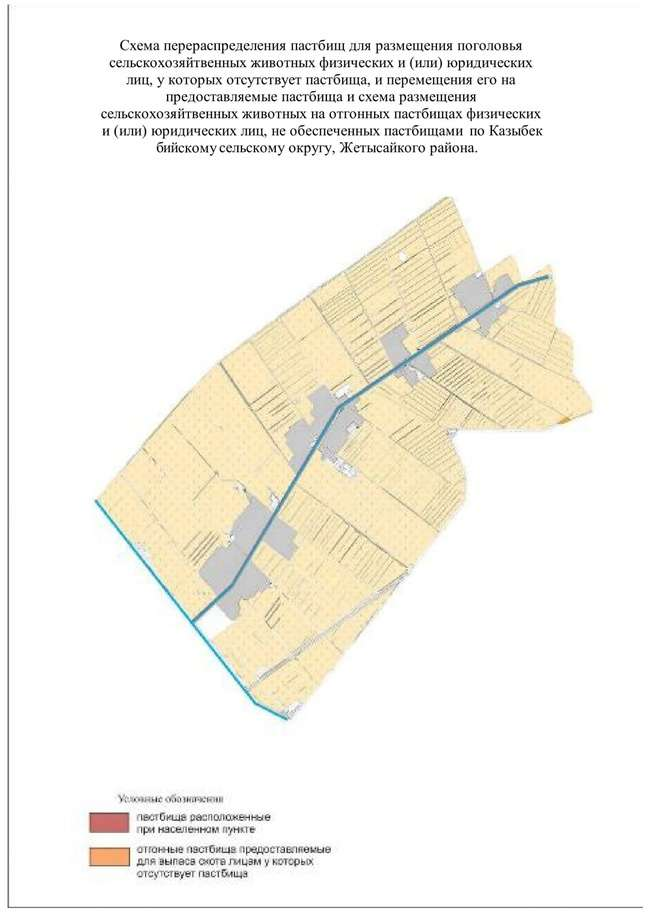 Схема перераспределения пастбищ для размещения поголовья
сельскохозяйтвенных животных физических и (или) юридических
лиц, у которых отсутствует пастбища, и перемещения его на
предоставляемые пастбища и схема размещения
сельскохозяйтвенных животных на отгонных пастбищах физических
и (или) юридических лиц, не обеспеченных пастбищами по Казыбек
бийскому сельскому округу, Жетысайкого района.
Условные обозначения
пастбища расположенные
при населенном пункте
отгонные пастбища предоставляемые
для выпаса скота лицам у которых
отсутствует пастбища